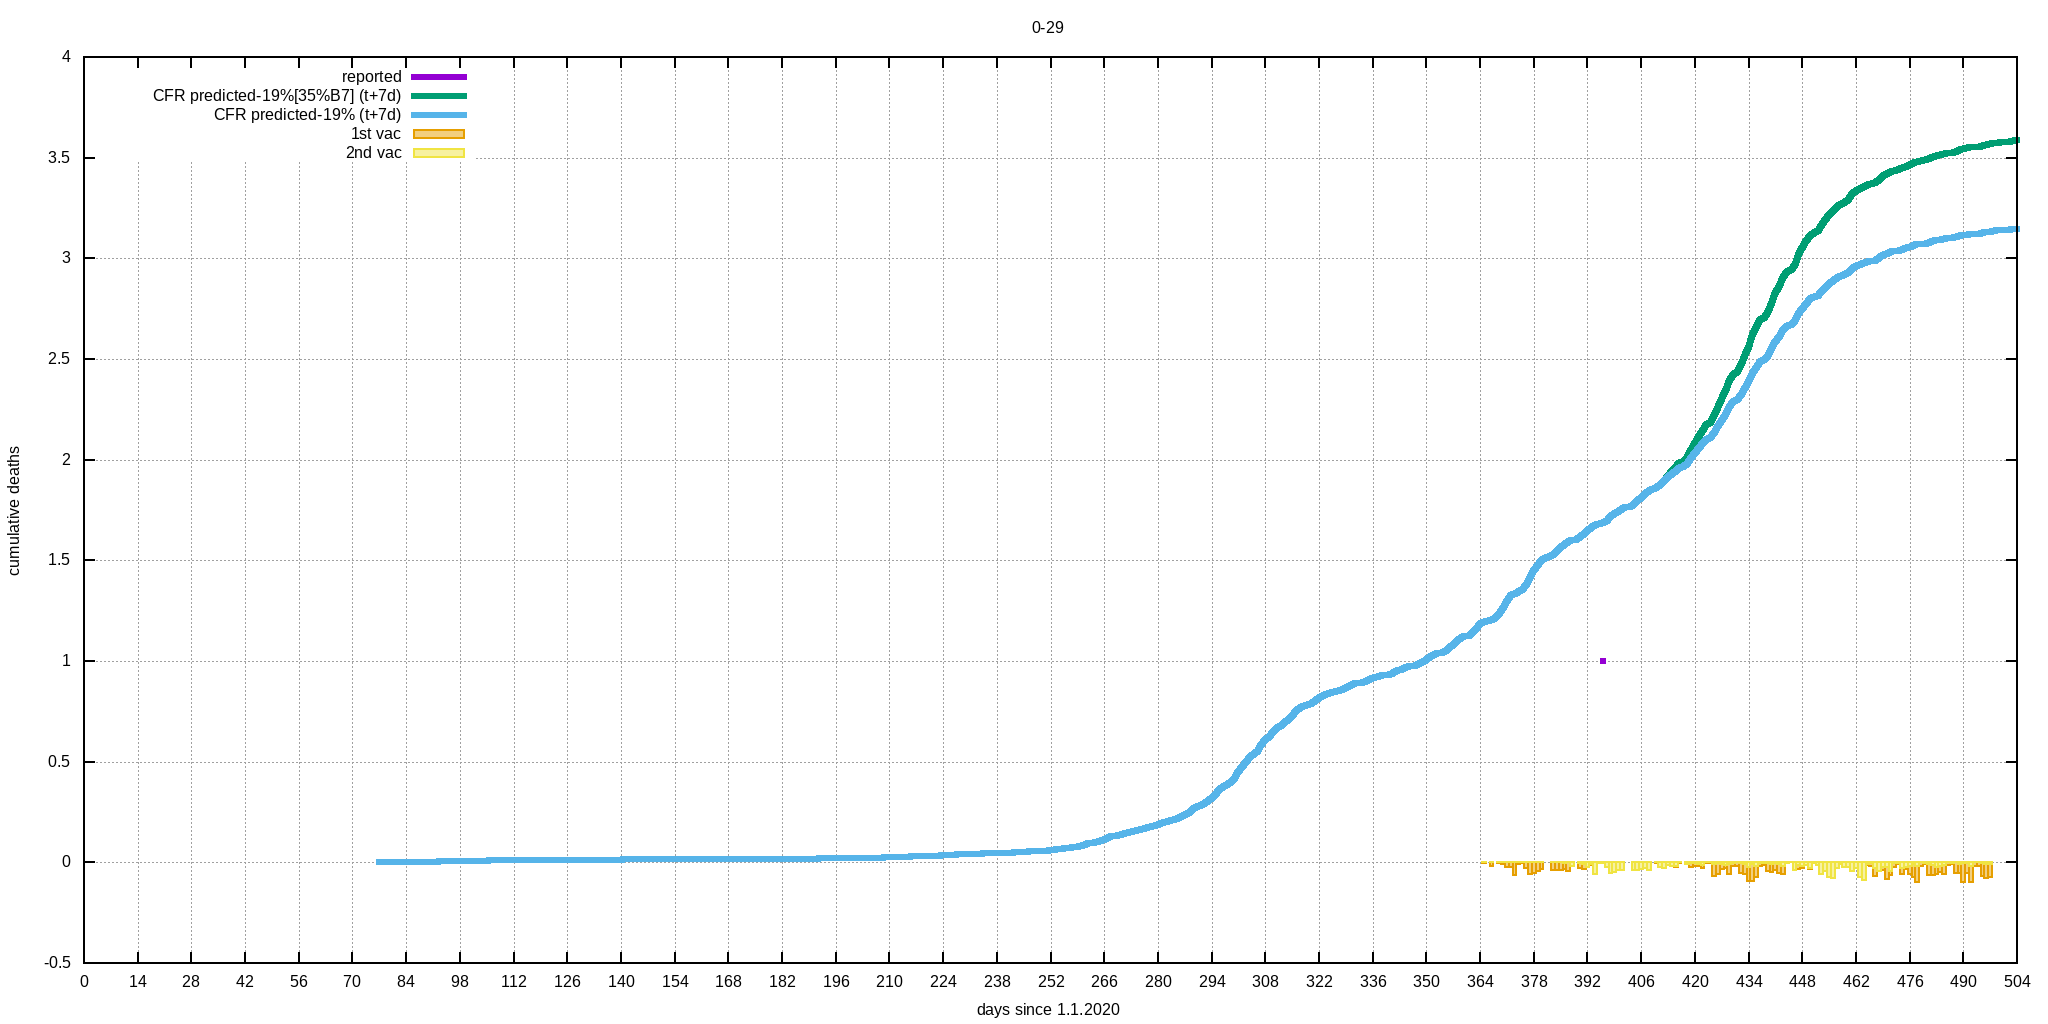 0-29
reported
CFR predicted-19%[35%B7] (t+7d)
CFR predicted-19% (t+7d)
1st vac
2nd vac
4
3.5
3
2.5
2
1.5
1
0.5
0
-0.5
cumulative deaths
0 14 28 42 56 70 84 98 112 126 140 154 168 182 196 210 224 238 252 266 280 294 308 322 336 350 364 378 392 406 420 434 448 462 476 490 504
days since 1.1.2020